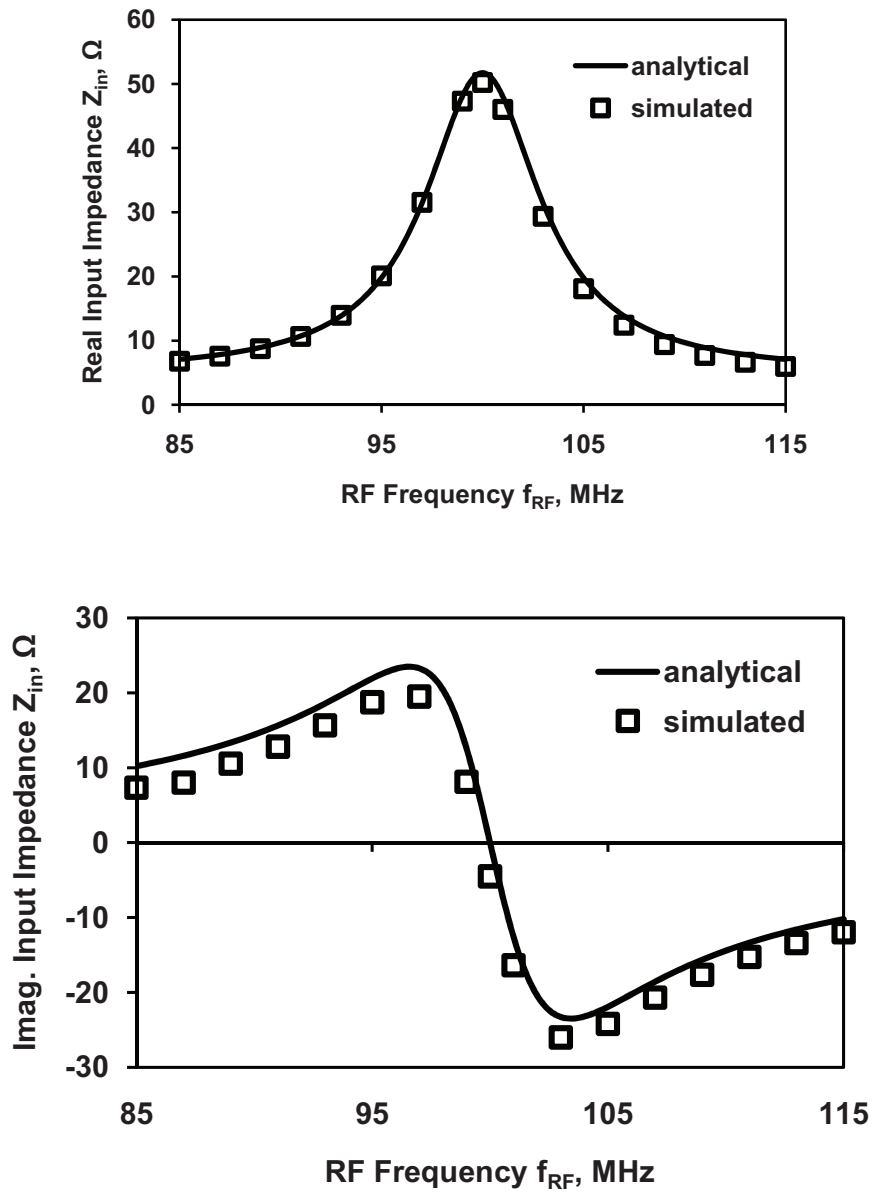 60
50
40
30
20
10
0
Real Input Impedance Z_in, Ω
analytical
simulated
85 95 105 115
RF Frequency f_RF, MHz
30
20
10
0
-10
-20
-30
Imag. Input Impedance Z_in, Ω
analytical
simulated
85 95 105 115
RF Frequency f_RF, MHz